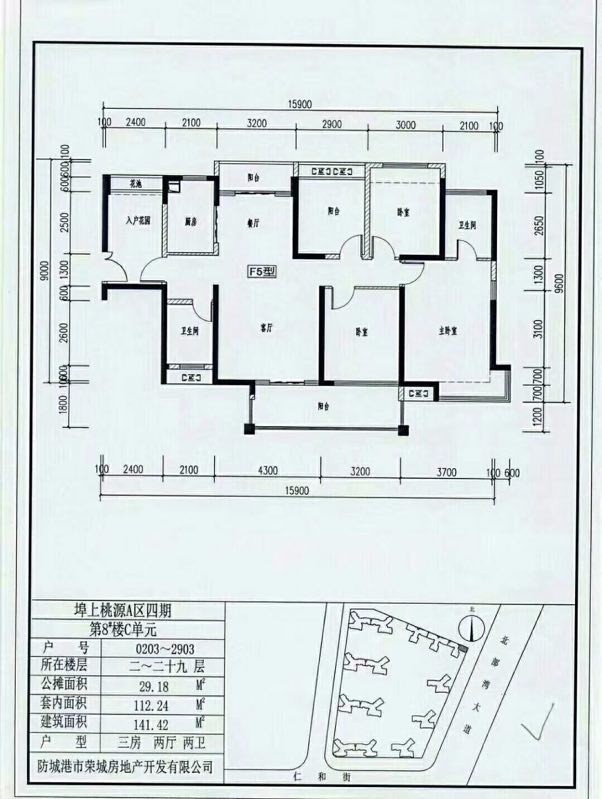 15900
100 2400 2100 3200 2900 3000 2100 100
100
600
600
2500
1300
9000
600
2600
100
1800
100
1050
2650
1300
9600
3100
700
700
1200
花池
阳台
入户花园
厨房
餐厅
阳台
卧室
卫生间
F5型
卫生间
客厅
卧室
主卧室
阳台
100 2400 2100 4300 3200 3700 100 600
15900
埠上桃源A区四期
第8#楼C单元
户 号 0203~2903
所在楼层 二~二十九 层
公摊面积 29.18 M²
套内面积 112.24 M²
建筑面积 141.42 M²
户 型 三房 两厅 两卫
防城港市荣城房地产开发有限公司
北
北部湾大道
仁和街